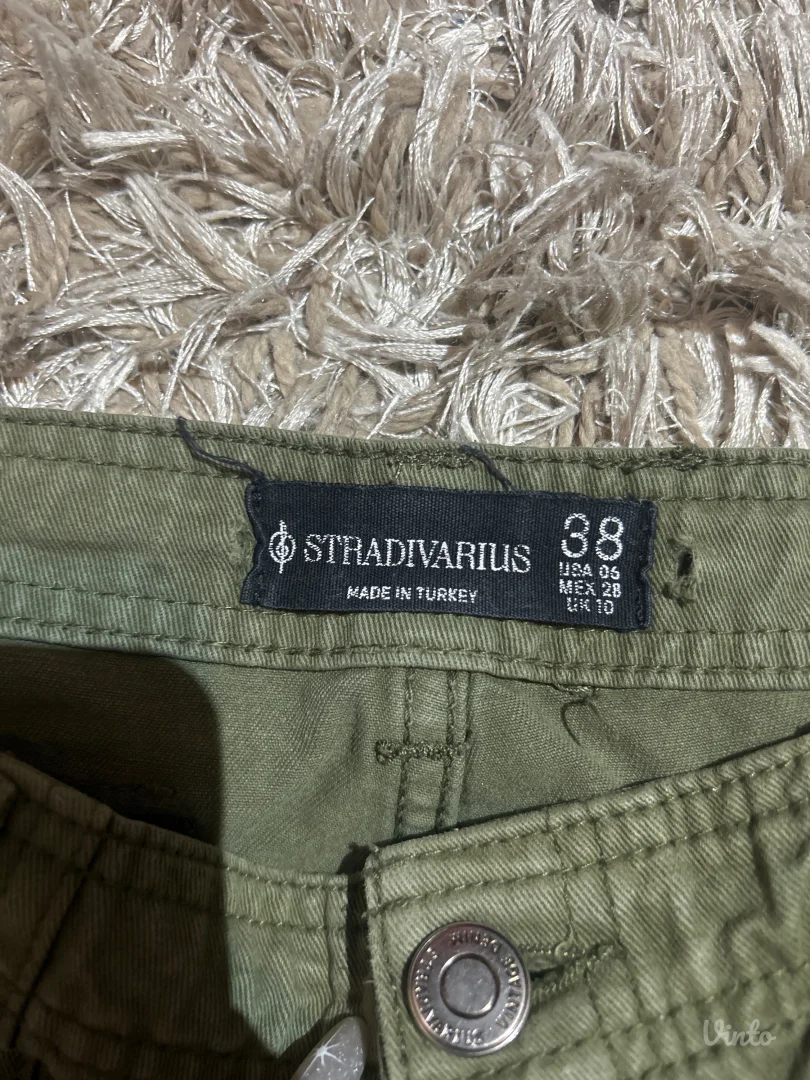 STRADIVARIUS
38
USA 06
MEX 28
UK 10
MADE IN TURKEY
Vinto